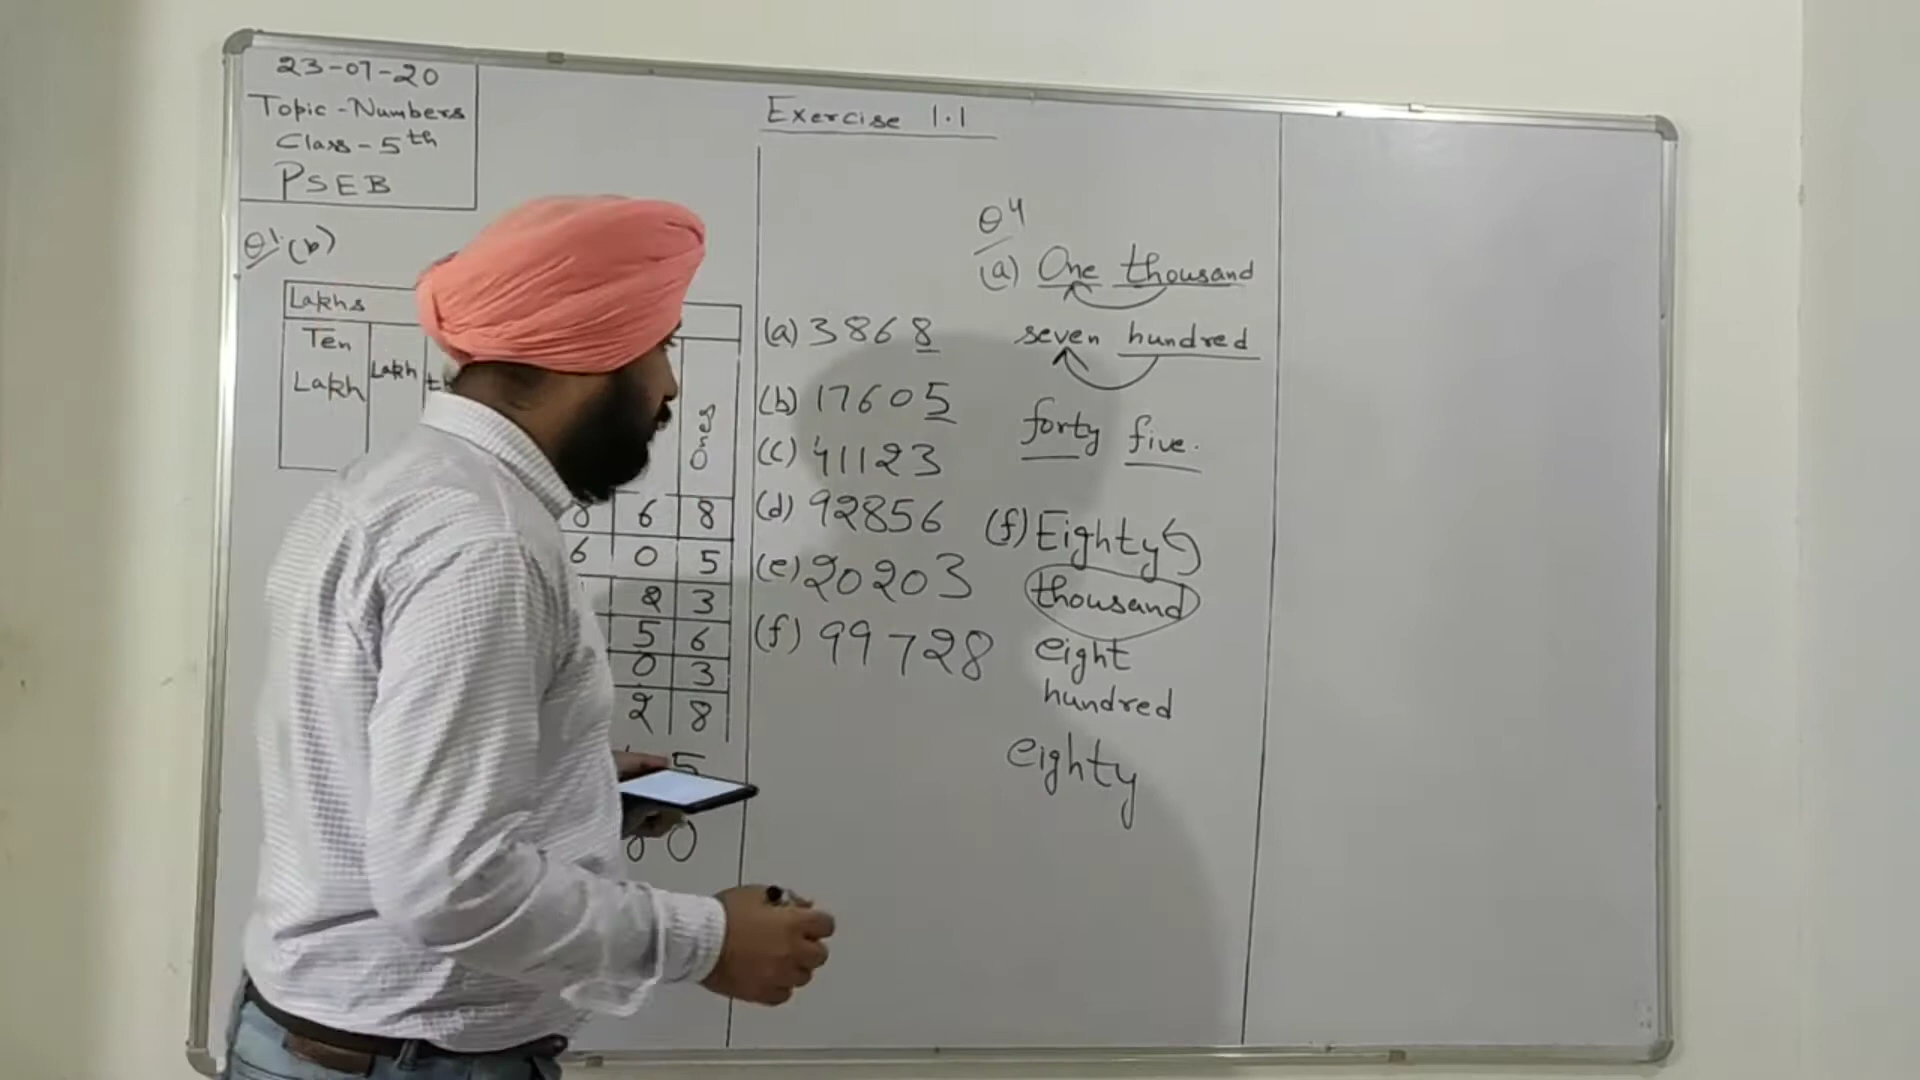 23-07-20
Topic - Numbers
Class - 5th
PSEB
Exercise 1.1
Q1 (b)
Lakhs
Ten Lakh
Lakh
Ones
8 6 8
6 0 5
2 3
5 6
0 3
2 8
5
80
(a) 3868
(b) 17605
(c) 41123
(d) 92856
(e) 20203
(f) 99728
Q4
(a) One thousand
seven hundred
forty five.
(f) Eighty
thousand
eight
hundred
eighty